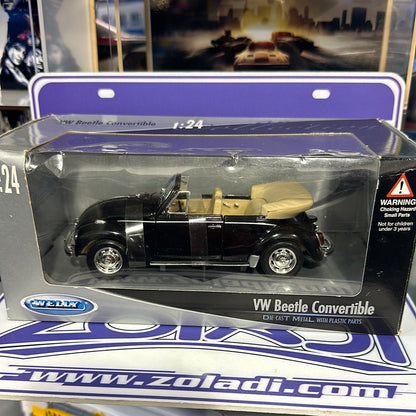 VW Beetle Convertible
1:24
:24
WARNING:
Choking Hazard
Small Parts
Not for children
under 3 years
WELLY
VW Beetle Convertible
DIE CAST METAL WITH PLASTIC PARTS
ZOLADI
www.zoladi.com